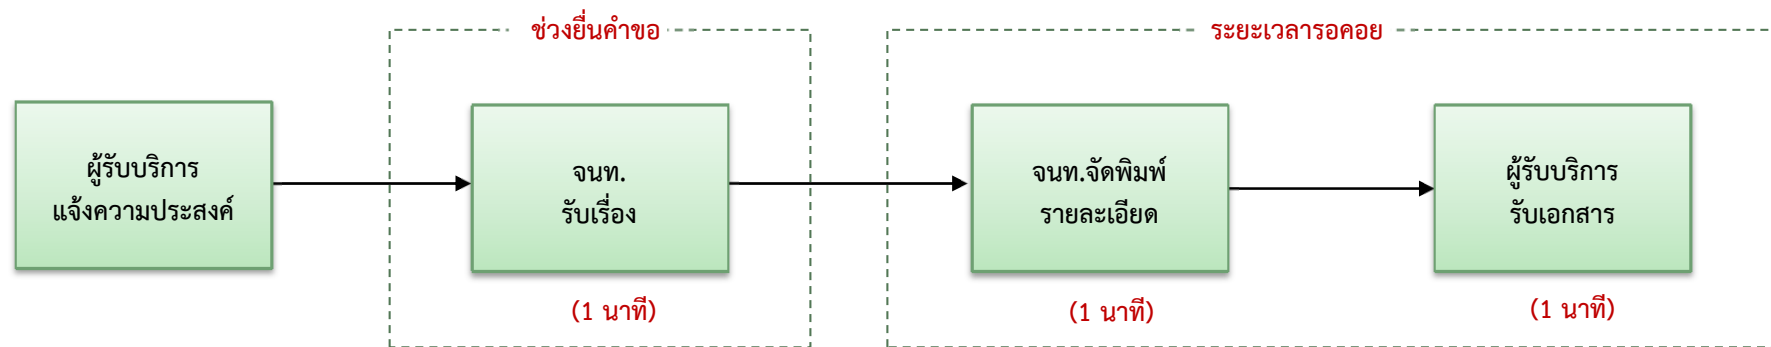 ช่วงยื่นคำขอ
ระยะเวลารอคอย
ผู้รับบริการ
แจ้งความประสงค์
จนท.
รับเรื่อง
จนท.จัดพิมพ์
รายละเอียด
ผู้รับบริการ
รับเอกสาร
(1 นาที)
(1 นาที)
(1 นาที)